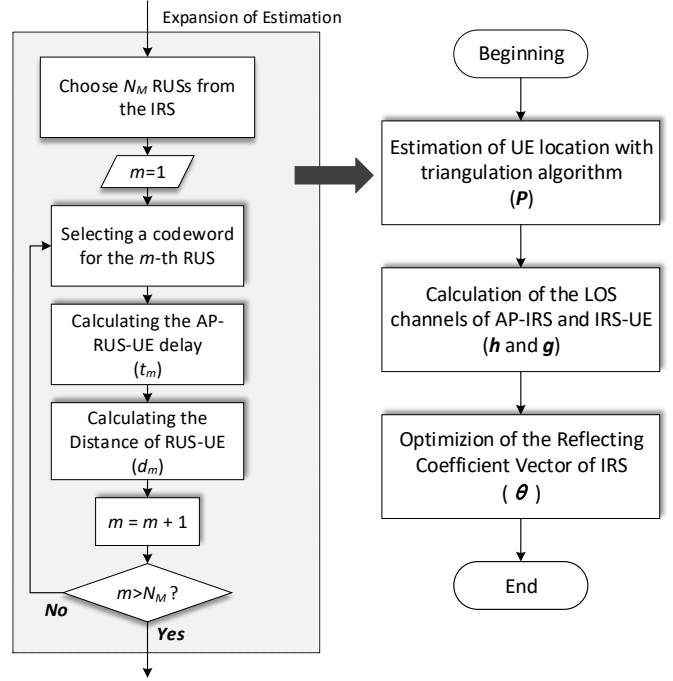 Expansion of Estimation
Choose N_M RUSs from
the IRS
m=1
Selecting a codeword
for the m-th RUS
Calculating the AP-
RUS-UE delay
(t_m)
Calculating the
Distance of RUS-UE
(d_m)
m = m + 1
m>N_M?
No
Yes
Beginning
Estimation of UE location with
triangulation algorithm
(P)
Calculation of the LOS
channels of AP-IRS and IRS-UE
(h and g)
Optimizion of the Reflecting
Coefficient Vector of IRS
( θ )
End